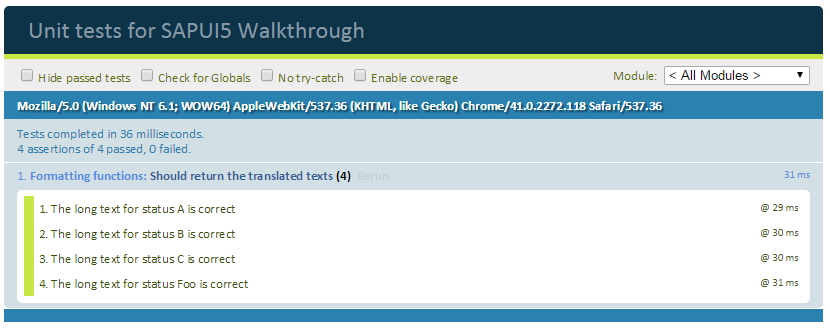 Unit tests for SAPUI5 Walkthrough
Hide passed tests Check for Globals No try-catch Enable coverage Module: < All Modules >
Mozilla/5.0 (Windows NT 6.1; WOW64) AppleWebKit/537.36 (KHTML, like Gecko) Chrome/41.0.2272.118 Safari/537.36
Tests completed in 36 milliseconds.
4 assertions of 4 passed, 0 failed.
1. Formatting functions: Should return the translated texts (4) Rerun 31 ms
1. The long text for status A is correct @ 29 ms
2. The long text for status B is correct @ 30 ms
3. The long text for status C is correct @ 30 ms
4. The long text for status Foo is correct @ 31 ms